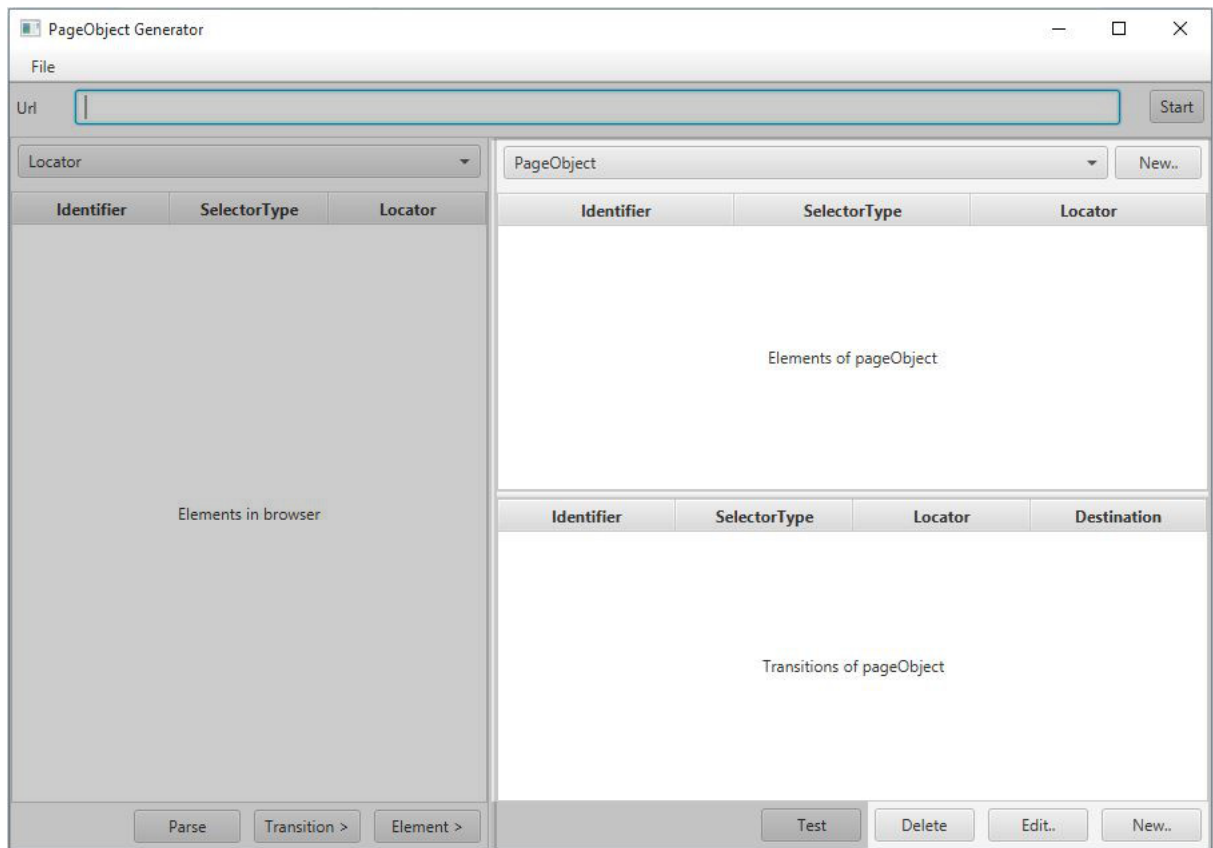 PageObject Generator
File
Url Start
Locator
Identifier SelectorType Locator
Elements in browser
Parse Transition > Element >
PageObject New..
Identifier SelectorType Locator
Elements of pageObject
Identifier SelectorType Locator Destination
Transitions of pageObject
Test Delete Edit.. New..